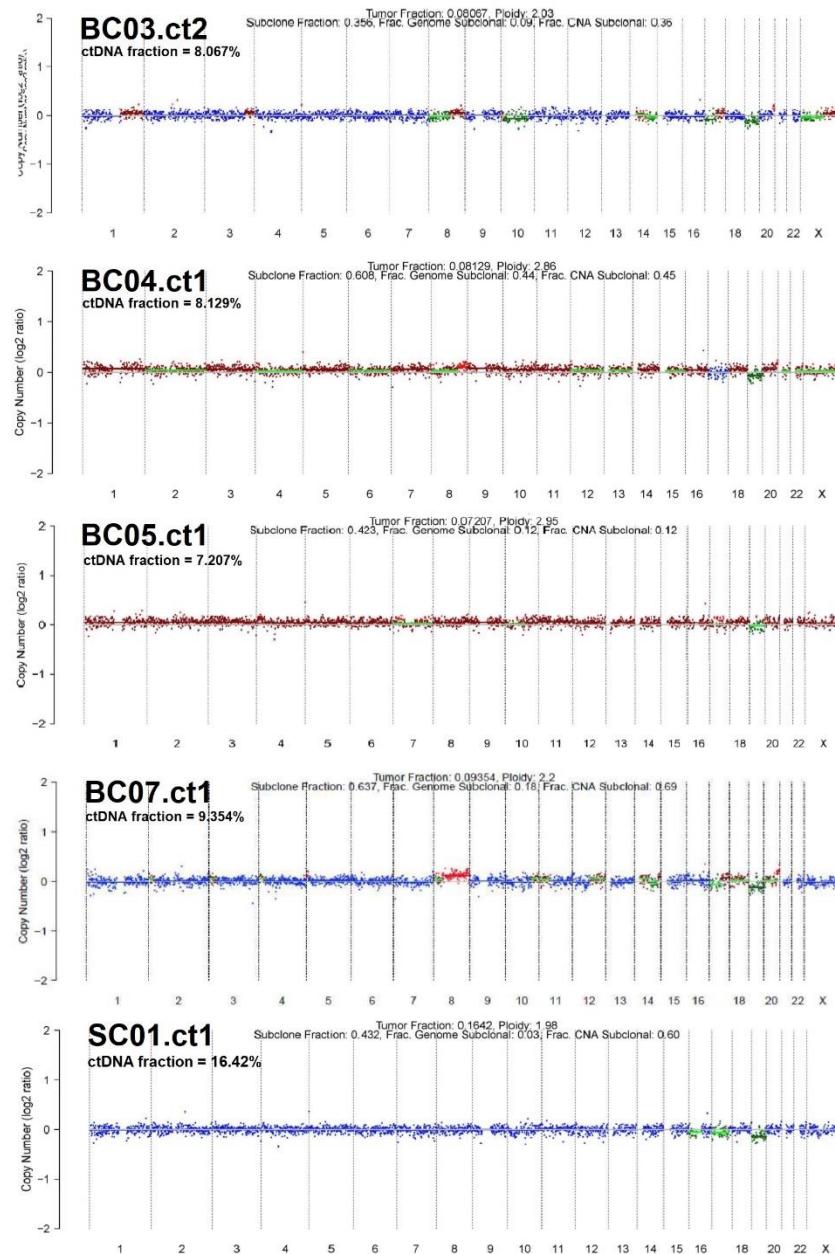 BC03.ct2
ctDNA fraction = 8.067%
Tumor Fraction: 0.08067, Ploidy: 2.03
Subclone Fraction: 0.356, Frac. Genome Subclonal: 0.09, Frac. CNA Subclonal: 0.36
2
1
0
-1
-2
1 2 3 4 5 6 7 8 9 10 11 12 13 14 15 16 18 20 22 X
BC04.ct1
ctDNA fraction = 8.129%
Tumor Fraction: 0.08129, Ploidy: 2.86
Subclone Fraction: 0.608, Frac. Genome Subclonal: 0.44, Frac. CNA Subclonal: 0.45
Copy Number (log2 ratio)
2
1
0
-1
-2
1 2 3 4 5 6 7 8 9 10 11 12 13 14 15 16 18 20 22 X
BC05.ct1
ctDNA fraction = 7.207%
Tumor Fraction: 0.07207, Ploidy: 2.95
Subclone Fraction: 0.423, Frac. Genome Subclonal: 0.12, Frac. CNA Subclonal: 0.12
Copy Number (log2 ratio)
2
1
0
-1
-2
1 2 3 4 5 6 7 8 9 10 11 12 13 14 15 16 18 20 22 X
BC07.ct1
ctDNA fraction = 9.354%
Tumor Fraction: 0.09354, Ploidy: 2.2
Subclone Fraction: 0.637, Frac. Genome Subclonal: 0.18, Frac. CNA Subclonal: 0.69
Copy Number (log2 ratio)
2
1
0
-1
-2
1 2 3 4 5 6 7 8 9 10 11 12 13 14 15 16 18 20 22 X
SC01.ct1
ctDNA fraction = 16.42%
Tumor Fraction: 0.1642, Ploidy: 1.98
Subclone Fraction: 0.432, Frac. Genome Subclonal: 0.03, Frac. CNA Subclonal: 0.60
Copy Number (log2 ratio)
2
1
0
-1
-2
1 2 3 4 5 6 7 8 9 10 11 12 13 14 15 16 18 20 22 X